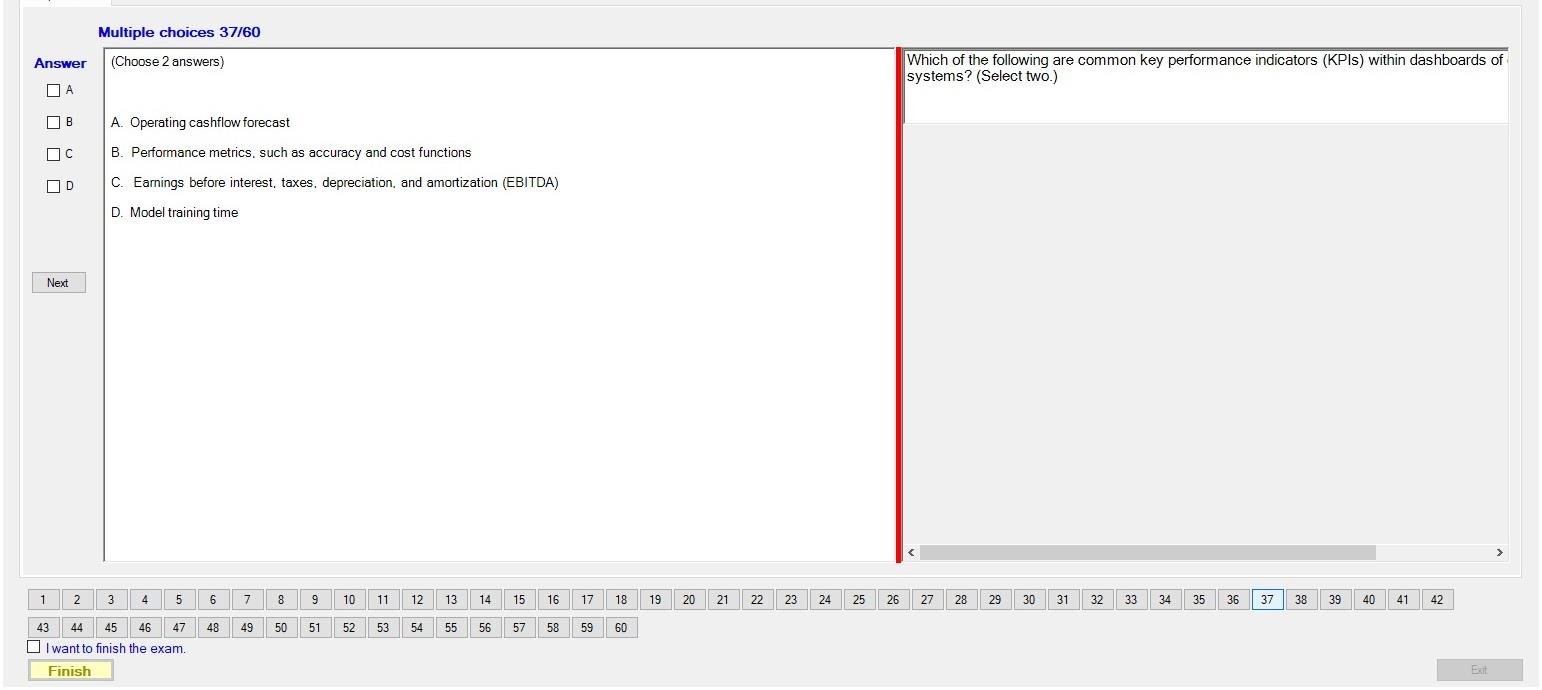 Multiple choices 37/60
Answer
A
B
C
D
Next
(Choose 2 answers)
A. Operating cashflow forecast
B. Performance metrics, such as accuracy and cost functions
C. Earnings before interest, taxes, depreciation, and amortization (EBITDA)
D. Model training time
Which of the following are common key performance indicators (KPIs) within dashboards of
systems? (Select two.)
1 2 3 4 5 6 7 8 9 10 11 12 13 14 15 16 17 18 19 20 21 22 23 24 25 26 27 28 29 30 31 32 33 34 35 36 37 38 39 40 41 42
43 44 45 46 47 48 49 50 51 52 53 54 55 56 57 58 59 60
I want to finish the exam.
Finish
Exit